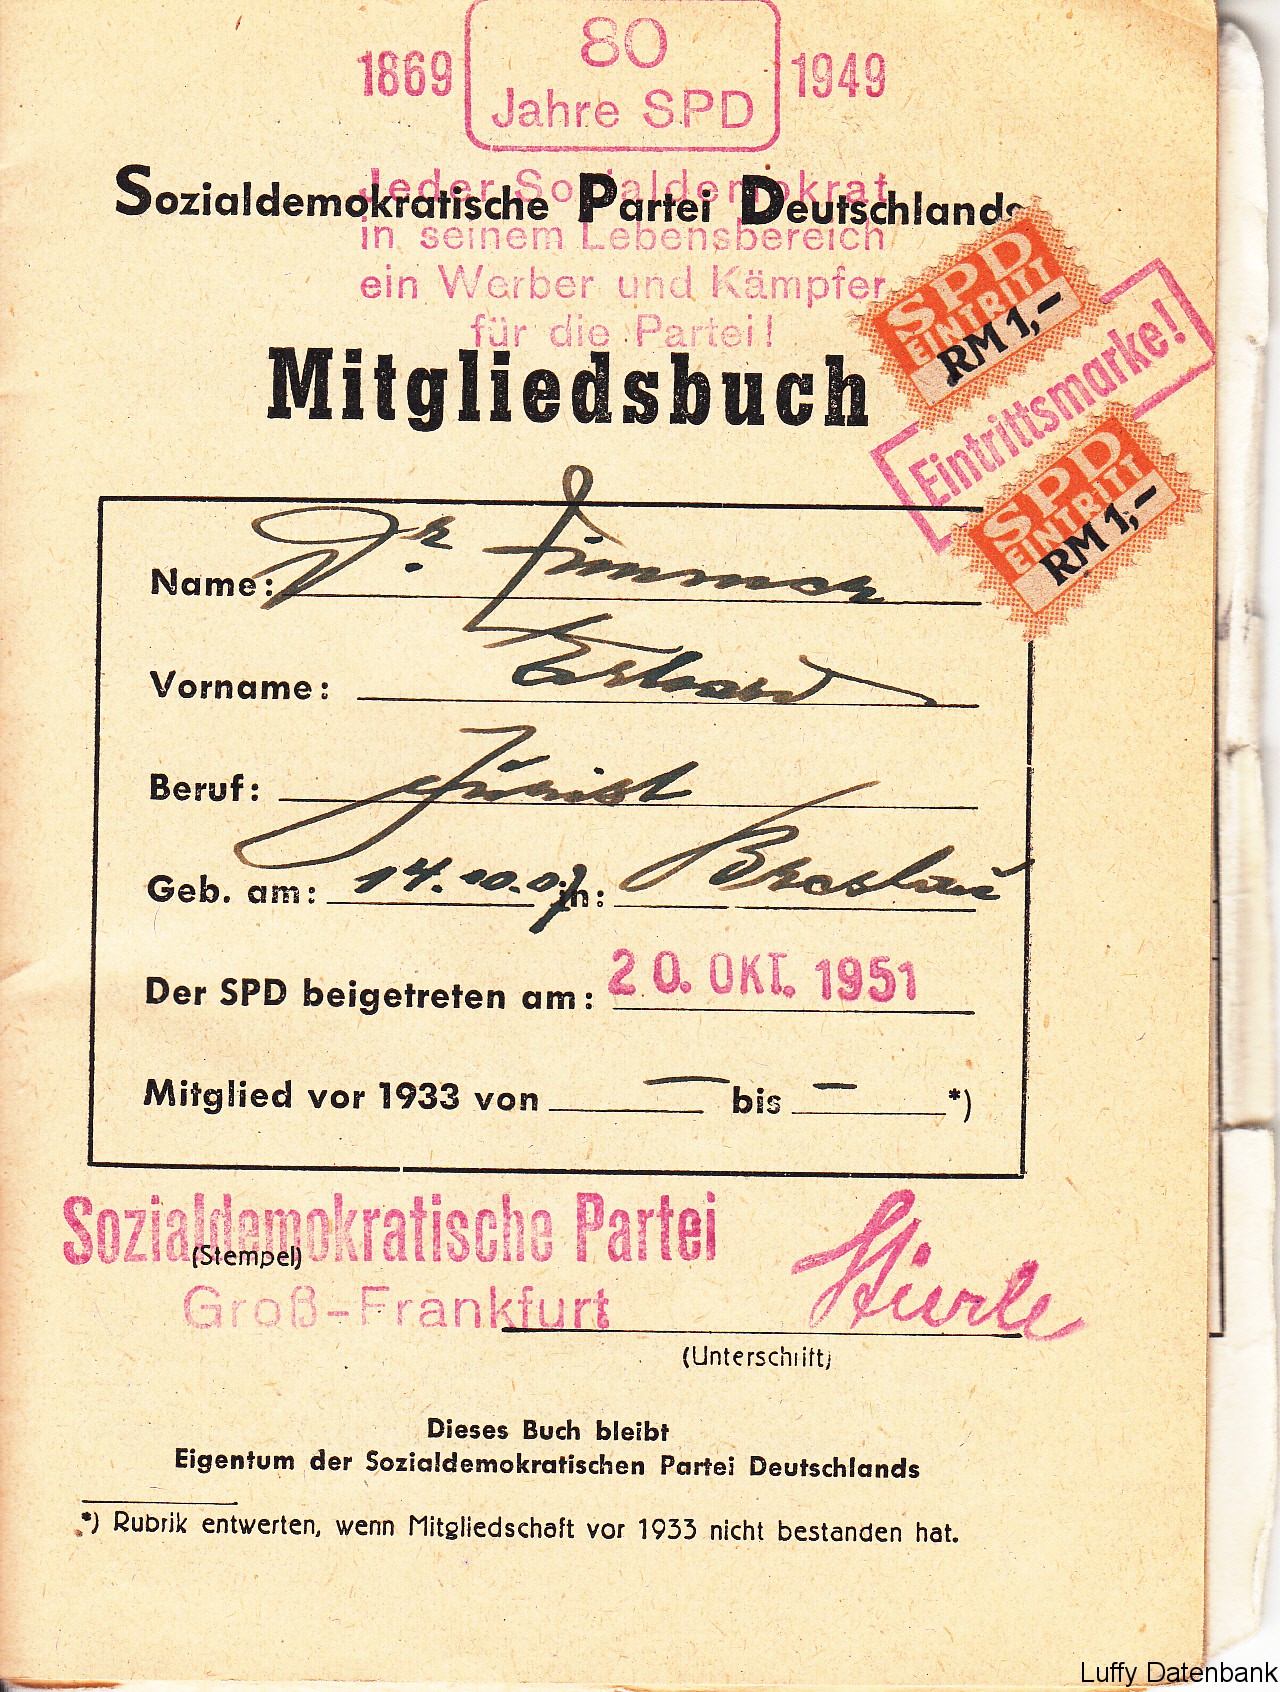 1869 80 1949
Jahre SPD
Jeder Sozialdemokrat
Sozialdemokratische Partei Deutschlands
in seinem Lebensbereich
ein Werber und Kämpfer
für die Partei!
SPD
EINTRITT
RM 1,–
Eintrittsmarke!
SPD
EINTRITT
RM 1,–
Mitgliedsbuch
Name: Dr.
Vorname: Erhard
Beruf: Jurist
Geb. am: 14.10.07 in: Breslau
Der SPD beigetreten am: 20. OKT. 1951
Mitglied vor 1933 von — bis — *)
Sozialdemokratische Partei
(Stempel)
Groß-Frankfurt
(Unterschrift)
Dieses Buch bleibt
Eigentum der Sozialdemokratischen Partei Deutschlands
*) Rubrik entwerten, wenn Mitgliedschaft vor 1933 nicht bestanden hat.
Luffy Datenbank